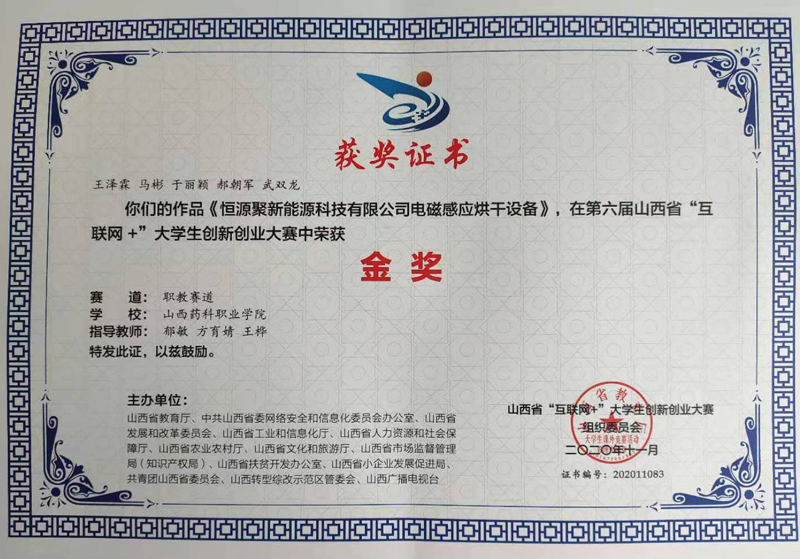 获奖证书
王泽霖 马彬 于丽颖 郝朝军 武双龙
你们的作品《恒源聚新能源科技有限公司电磁感应烘干设备》，在第六届山西省“互
联网+”大学生创新创业大赛中荣获
金奖
赛 道：职教赛道
学 校：山西药科职业学院
指导教师：郁敏 方育婧 王桦
特发此证，以兹鼓励。
主办单位：
山西省教育厅、中共山西省委网络安全和信息化委员会办公室、山西省
发展和改革委员会、山西省工业和信息化厅、山西省人力资源和社会保
障厅、山西省农业农村厅、山西省文化和旅游厅、山西省市场监督管理
局（知识产权局）、山西省扶贫开发办公室、山西省小企业发展促进局、
共青团山西省委员会、山西转型综改示范区管委会、山西广播电视台
山西省“互联网+”大学生创新创业大赛
组织委员会
二〇二〇年十一月
证书编号：202011083
省教
大学生课外竞赛活动